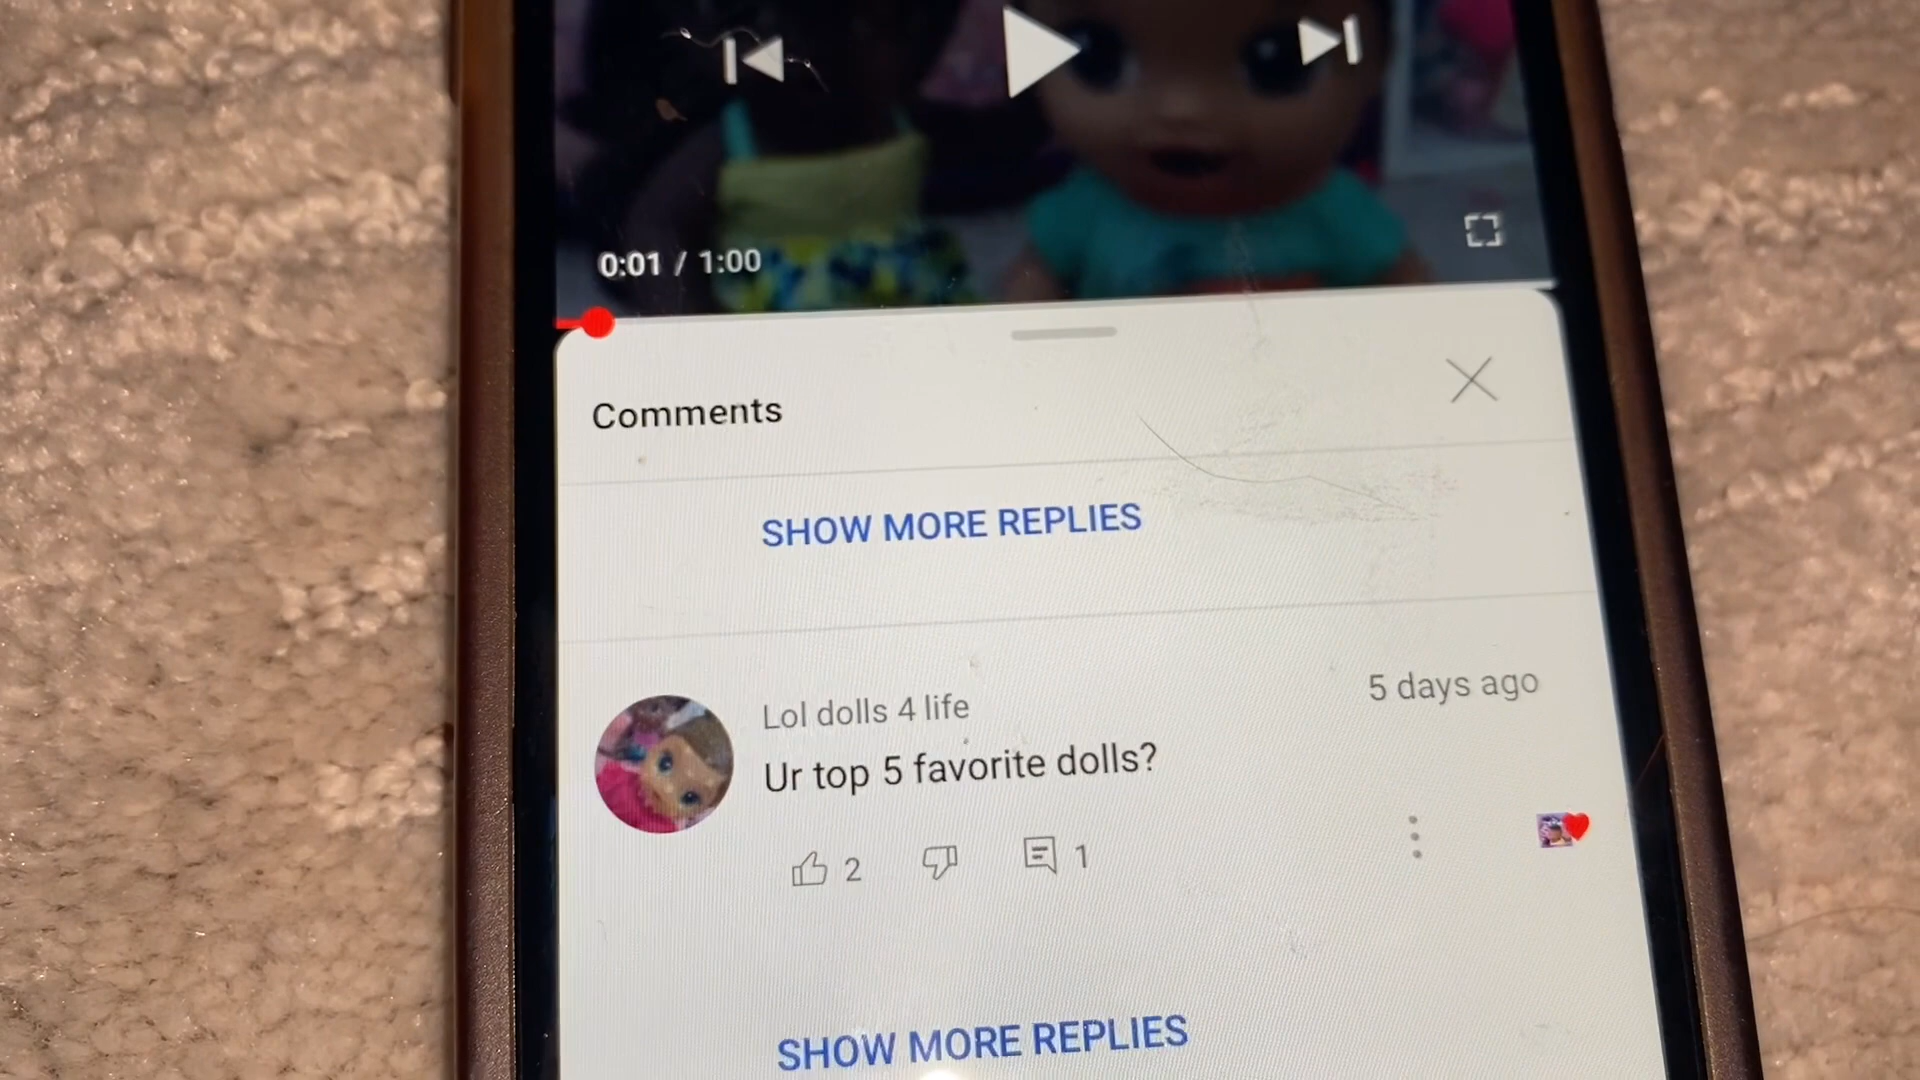 0:01 / 1:00
Comments
SHOW MORE REPLIES
Lol dolls 4 life
5 days ago
Ur top 5 favorite dolls?
2
1
SHOW MORE REPLIES